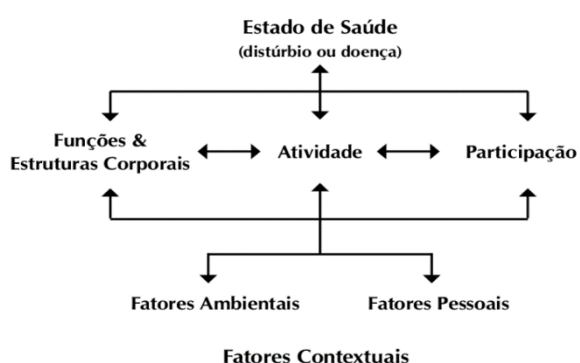 Estado de Saúde
(distúrbio ou doença)
Funções &
Estruturas Corporais
Atividade
Participação
Fatores Ambientais
Fatores Pessoais
Fatores Contextuais